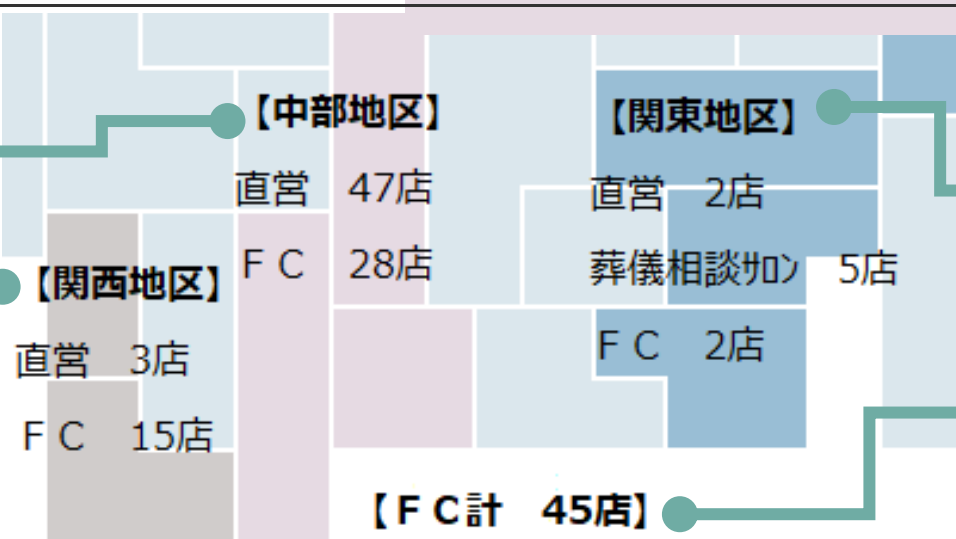 【中部地区】
直営　47店
ＦＣ　28店
【関東地区】
直営　2店
葬儀相談ｻﾛﾝ　5店
ＦＣ　2店
【関西地区】
直営　3店
ＦＣ　15店
【ＦＣ計　45店】